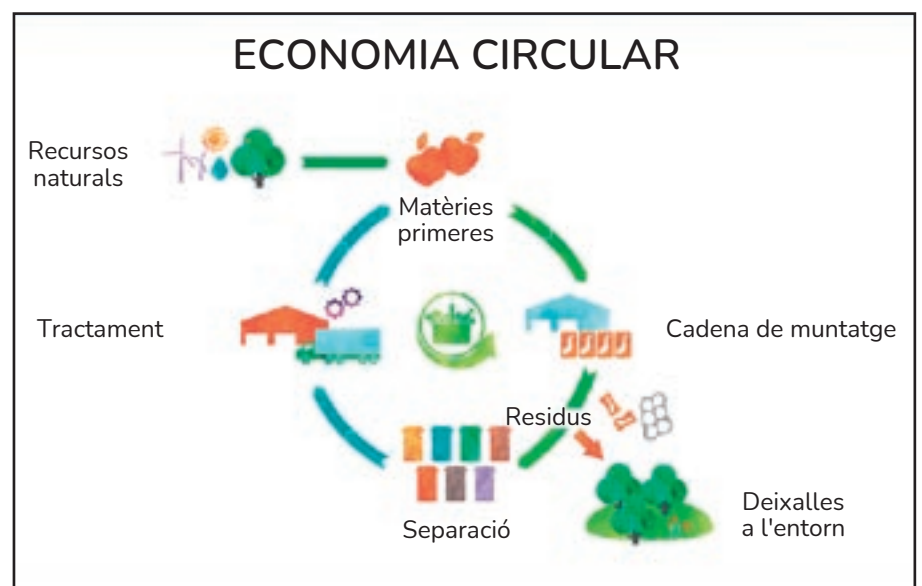 ECONOMIA CIRCULAR
Recursos
naturals
Matèries
primeres
Tractament
Cadena de muntatge
Residus
Separació
Deixalles
a l'entorn